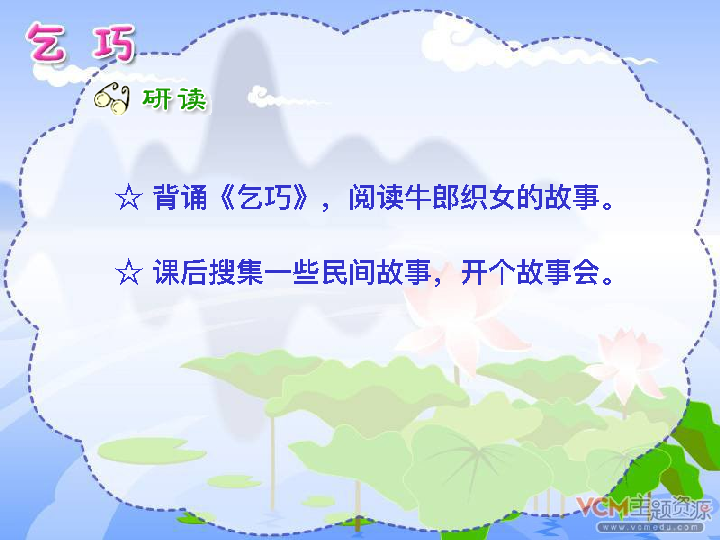 乞 巧
研读
☆ 背诵《乞巧》，阅读牛郎织女的故事。
☆ 课后搜集一些民间故事，开个故事会。
VCM主题资源
www.vcmedu.com